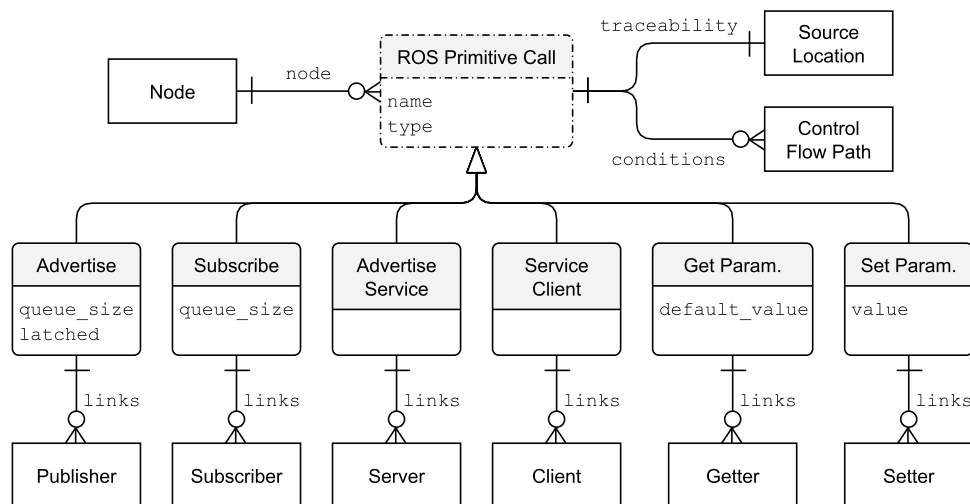 traceability
Source
Location
ROS Primitive Call
Node
node
name
type
Control
Flow Path
conditions
Advertise
Subscribe
Advertise
Service
Service
Client
Get Param.
Set Param.
queue_size
latched
queue_size
default_value
value
links
links
links
links
links
links
Publisher
Subscriber
Server
Client
Getter
Setter